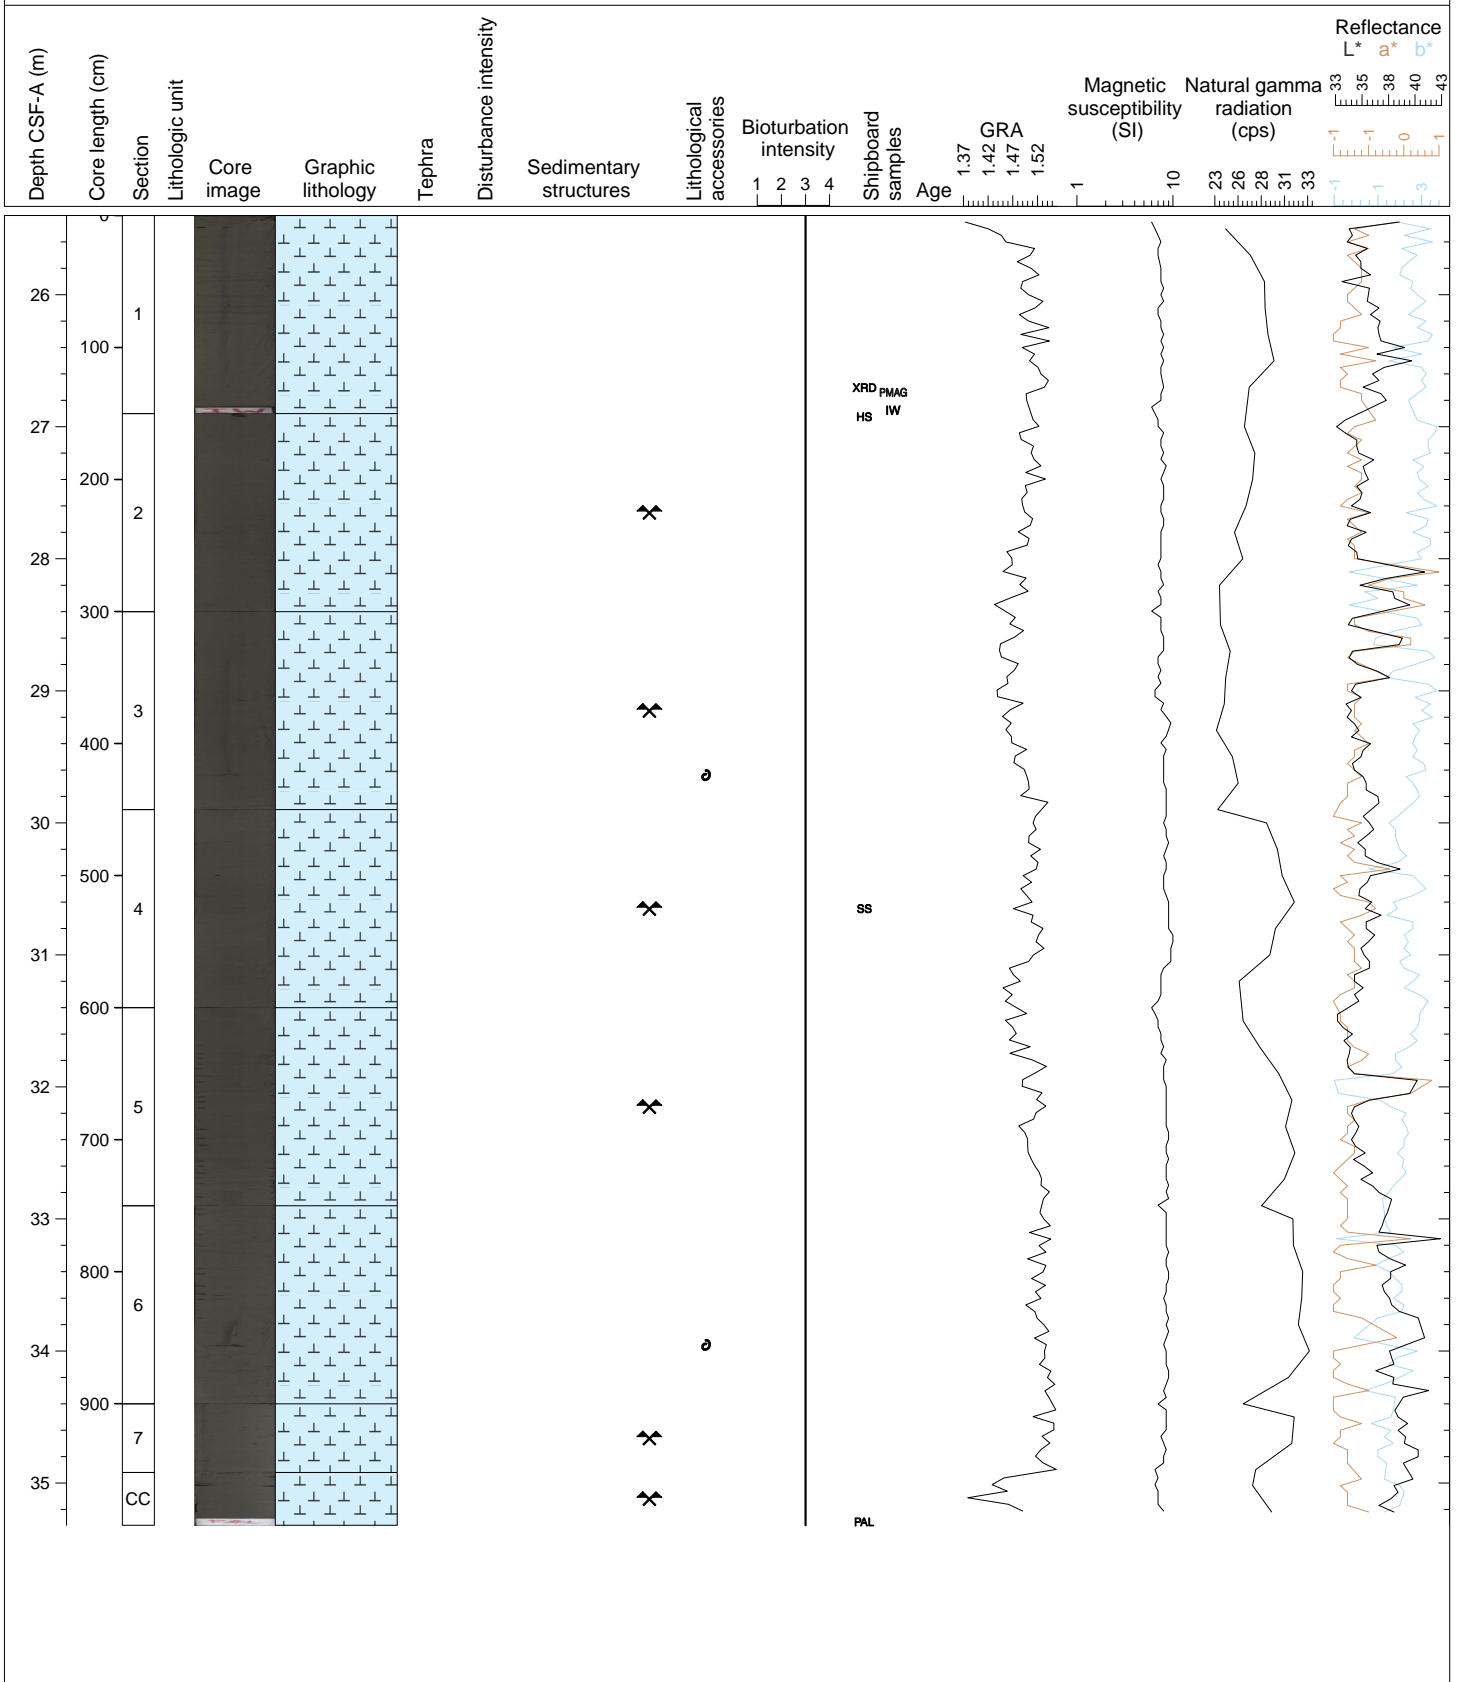 Depth CSF-A (m)
Core length (cm)
Section
Lithologic unit
Core image
Graphic lithology
Tephra
Disturbance intensity
Sedimentary structures
Lithological accessories
Bioturbation intensity
1 2 3 4
Shipboard samples
Age
GRA
1.37 1.42 1.47 1.52
Magnetic susceptibility (SI)
1 10
Natural gamma radiation (cps)
23 26 28 31 33
Reflectance
L* a* b*
33 35 38 40 43
-1 -1 0 1
-1 1 3
0
26
1
100
XRD PMAG
IW
HS
27
200
2
28
300
29
3
400
30
500
4
SS
31
600
32
5
700
33
800
6
34
900
7
35
CC
PAL